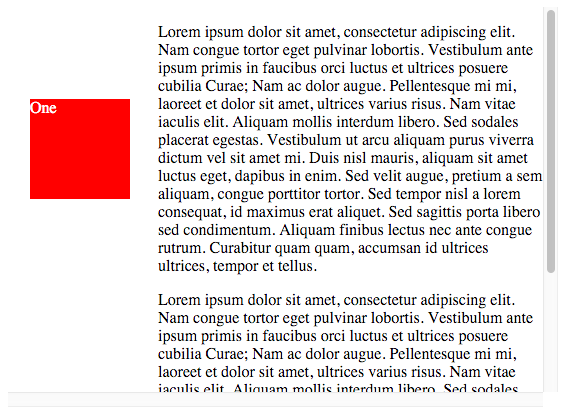 One
Lorem ipsum dolor sit amet, consectetur adipiscing elit.
Nam congue tortor eget pulvinar lobortis. Vestibulum ante
ipsum primis in faucibus orci luctus et ultrices posuere
cubilia Curae; Nam ac dolor augue. Pellentesque mi mi,
laoreet et dolor sit amet, ultrices varius risus. Nam vitae
iaculis elit. Aliquam mollis interdum libero. Sed sodales
placerat egestas. Vestibulum ut arcu aliquam purus viverra
dictum vel sit amet mi. Duis nisl mauris, aliquam sit amet
luctus eget, dapibus in enim. Sed velit augue, pretium a sem
aliquam, congue porttitor tortor. Sed tempor nisl a lorem
consequat, id maximus erat aliquet. Sed sagittis porta libero
sed condimentum. Aliquam finibus lectus nec ante congue
rutrum. Curabitur quam quam, accumsan id ultrices
ultrices, tempor et tellus.
Lorem ipsum dolor sit amet, consectetur adipiscing elit.
Nam congue tortor eget pulvinar lobortis. Vestibulum ante
ipsum primis in faucibus orci luctus et ultrices posuere
cubilia Curae; Nam ac dolor augue. Pellentesque mi mi,
laoreet et dolor sit amet, ultrices varius risus. Nam vitae
iaculis elit. Aliquam mollis interdum libero. Sed sodales